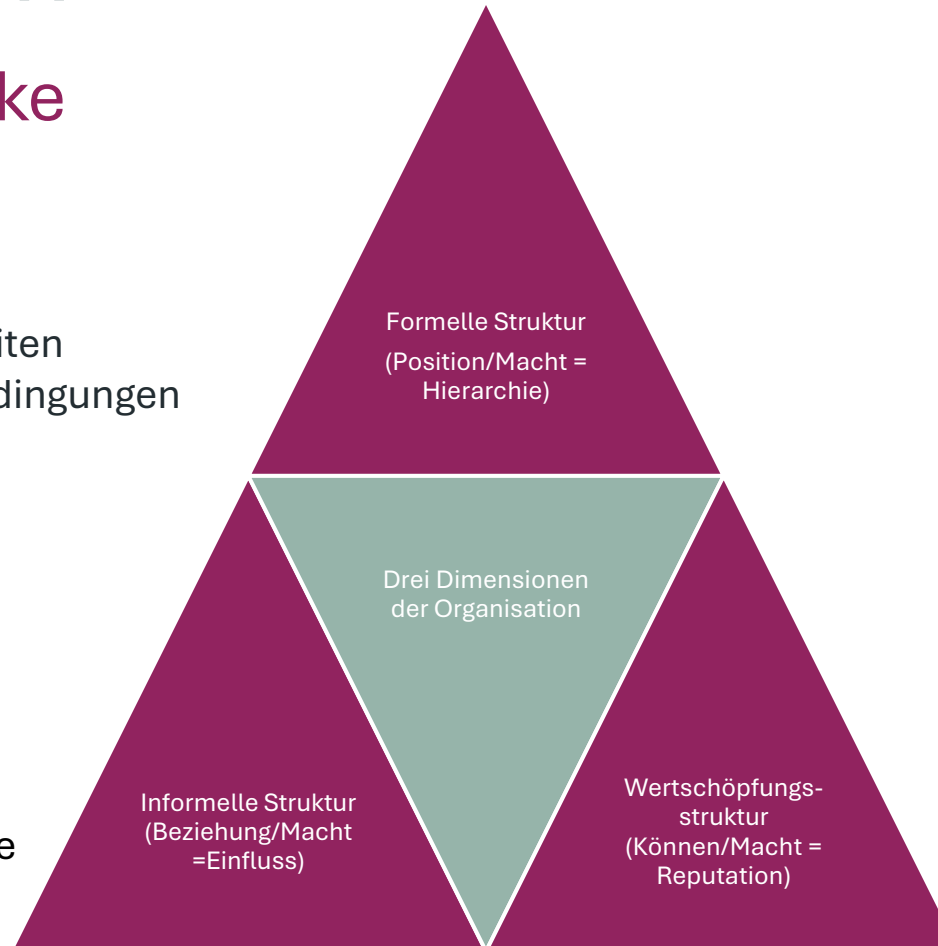 ke
iten
dingungen
Formelle Struktur
(Position/Macht =
Hierarchie)
Drei Dimensionen
der Organisation
Informelle Struktur
(Beziehung/Macht
=Einfluss)
e
Wertschöpfungs-
struktur
(Können/Macht =
Reputation)